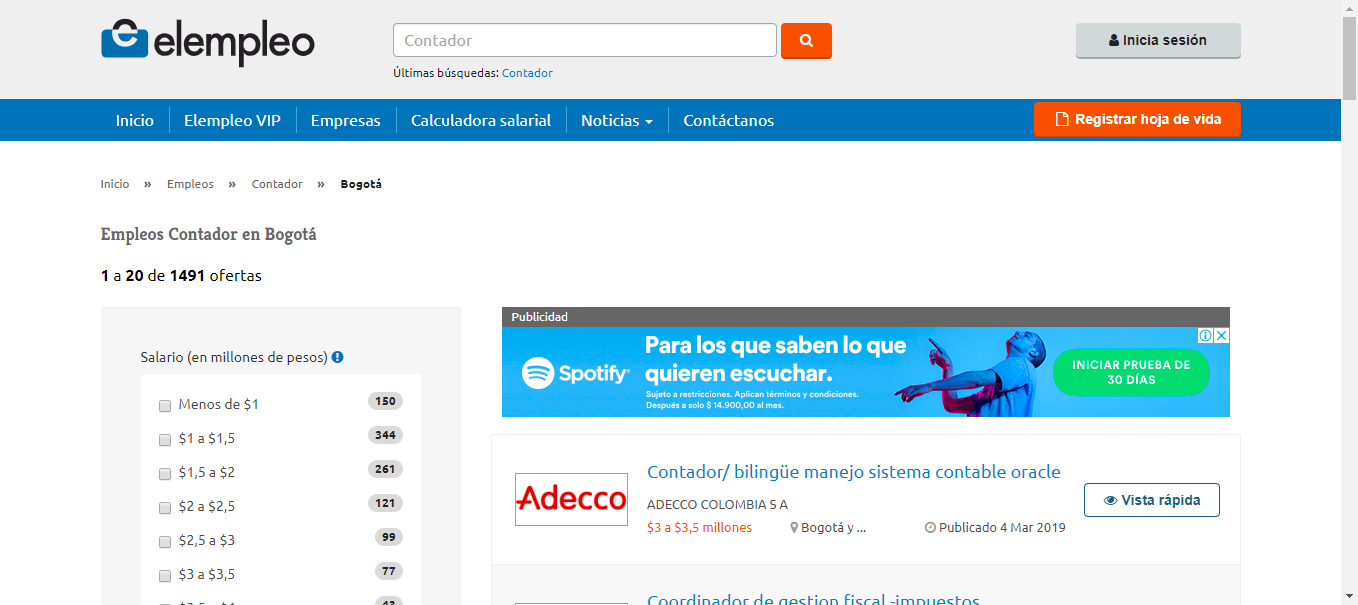 elempleo
Contador
Últimas búsquedas: Contador
Inicia sesión
Inicio
Elempleo VIP
Empresas
Calculadora salarial
Noticias
Contáctanos
Registrar hoja de vida
Inicio » Empleos » Contador » Bogotá
Empleos Contador en Bogotá
1 a 20 de 1491 ofertas
Salario (en millones de pesos)
Menos de $1 150
$1 a $1,5 344
$1,5 a $2 261
$2 a $2,5 121
$2,5 a $3 99
$3 a $3,5 77
$3,5 a $4 43
Publicidad
Spotify
Para los que saben lo que
quieren escuchar.
Sujeto a restricciones. Aplican términos y condiciones.
Después a solo $ 14.900,00 al mes.
INICIAR PRUEBA DE
30 DÍAS
Adecco
Contador/ bilingüe manejo sistema contable oracle
ADECCO COLOMBIA S A
$3 a $3,5 millones
Bogotá y ...
Publicado 4 Mar 2019
Vista rápida
Coordinador de gestion fiscal -impuestos